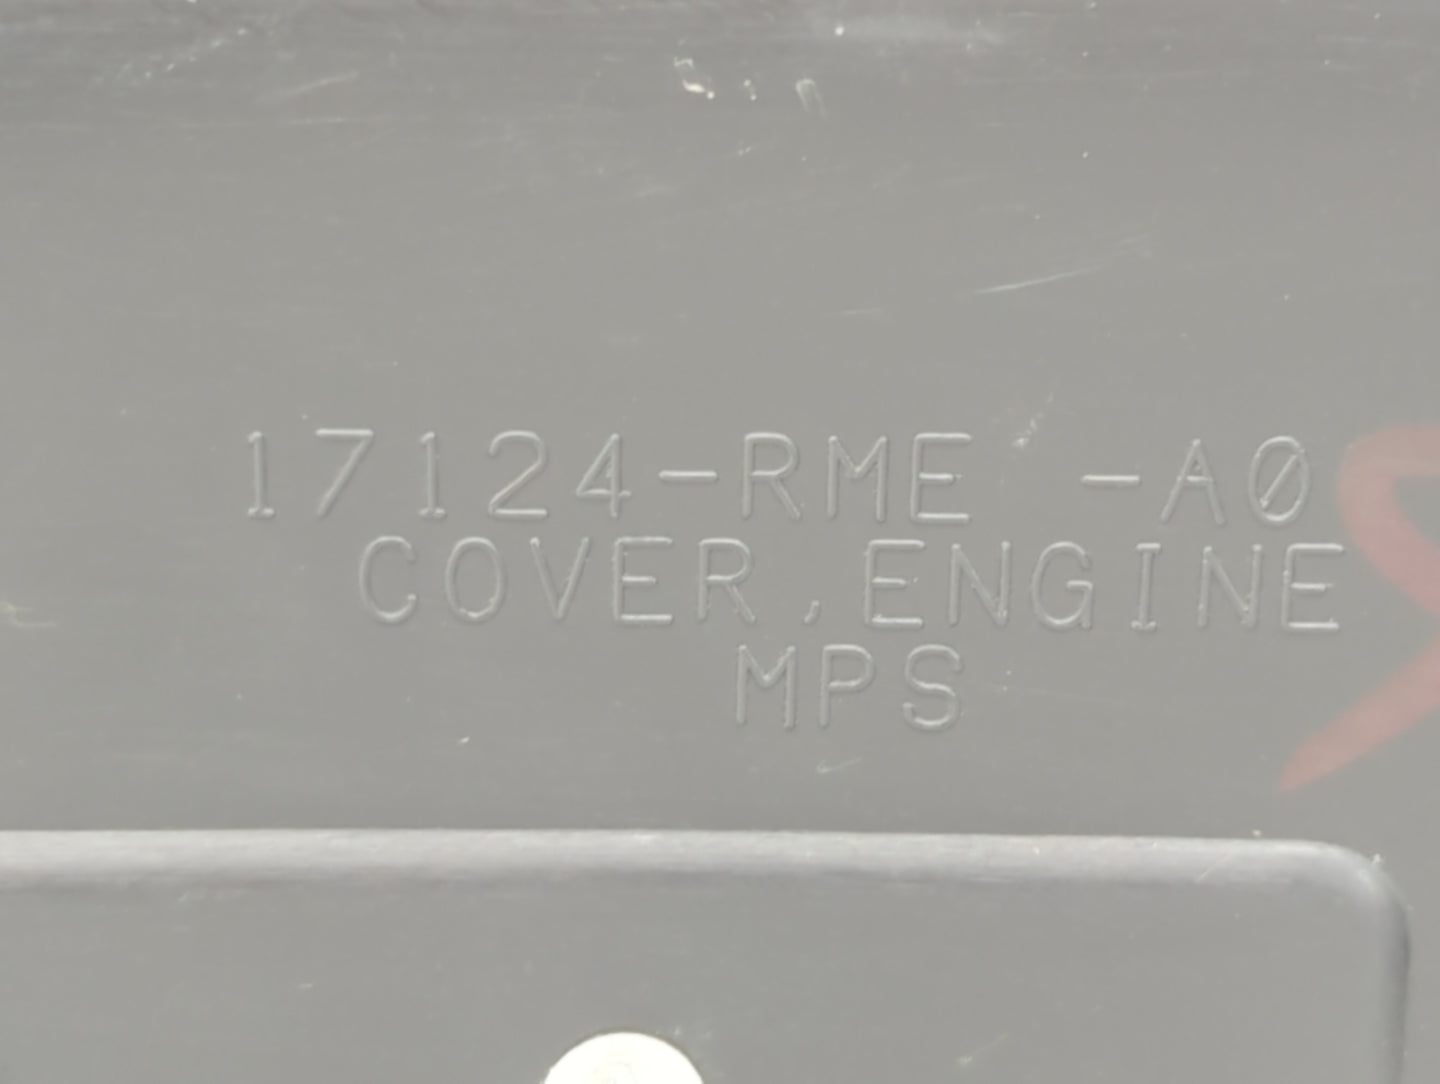 17124-RME -A0
COVER,ENGINE
MPS